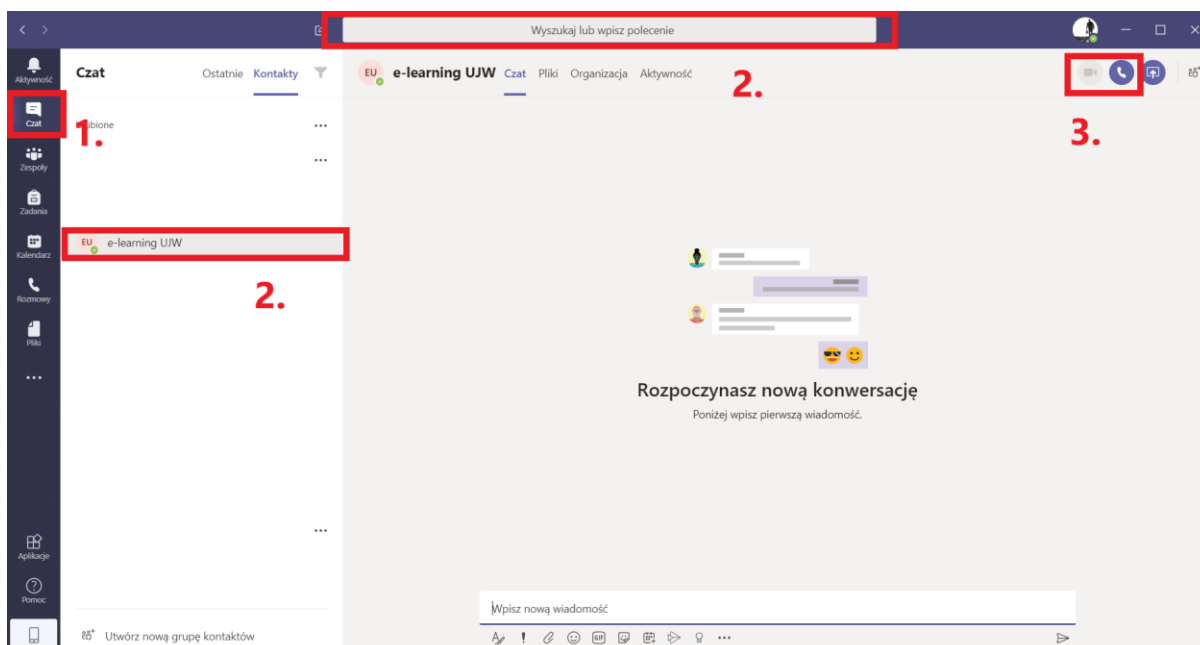 Wyszukaj lub wpisz polecenie
Aktywność
Czat
Zespoły
Zadania
Kalendarz
Rozmowy
Pliki
Aplikacje
Pomoc
Czat Ostatnie Kontakty
1.
EU e-learning UJW
2.
Utwórz nową grupę kontaktów
EU e-learning UJW Czat Pliki Organizacja Aktywność
2.
3.
Rozpoczynasz nową konwersację
Poniżej wpisz pierwszą wiadomość.
Wpisz nową wiadomość
GIF